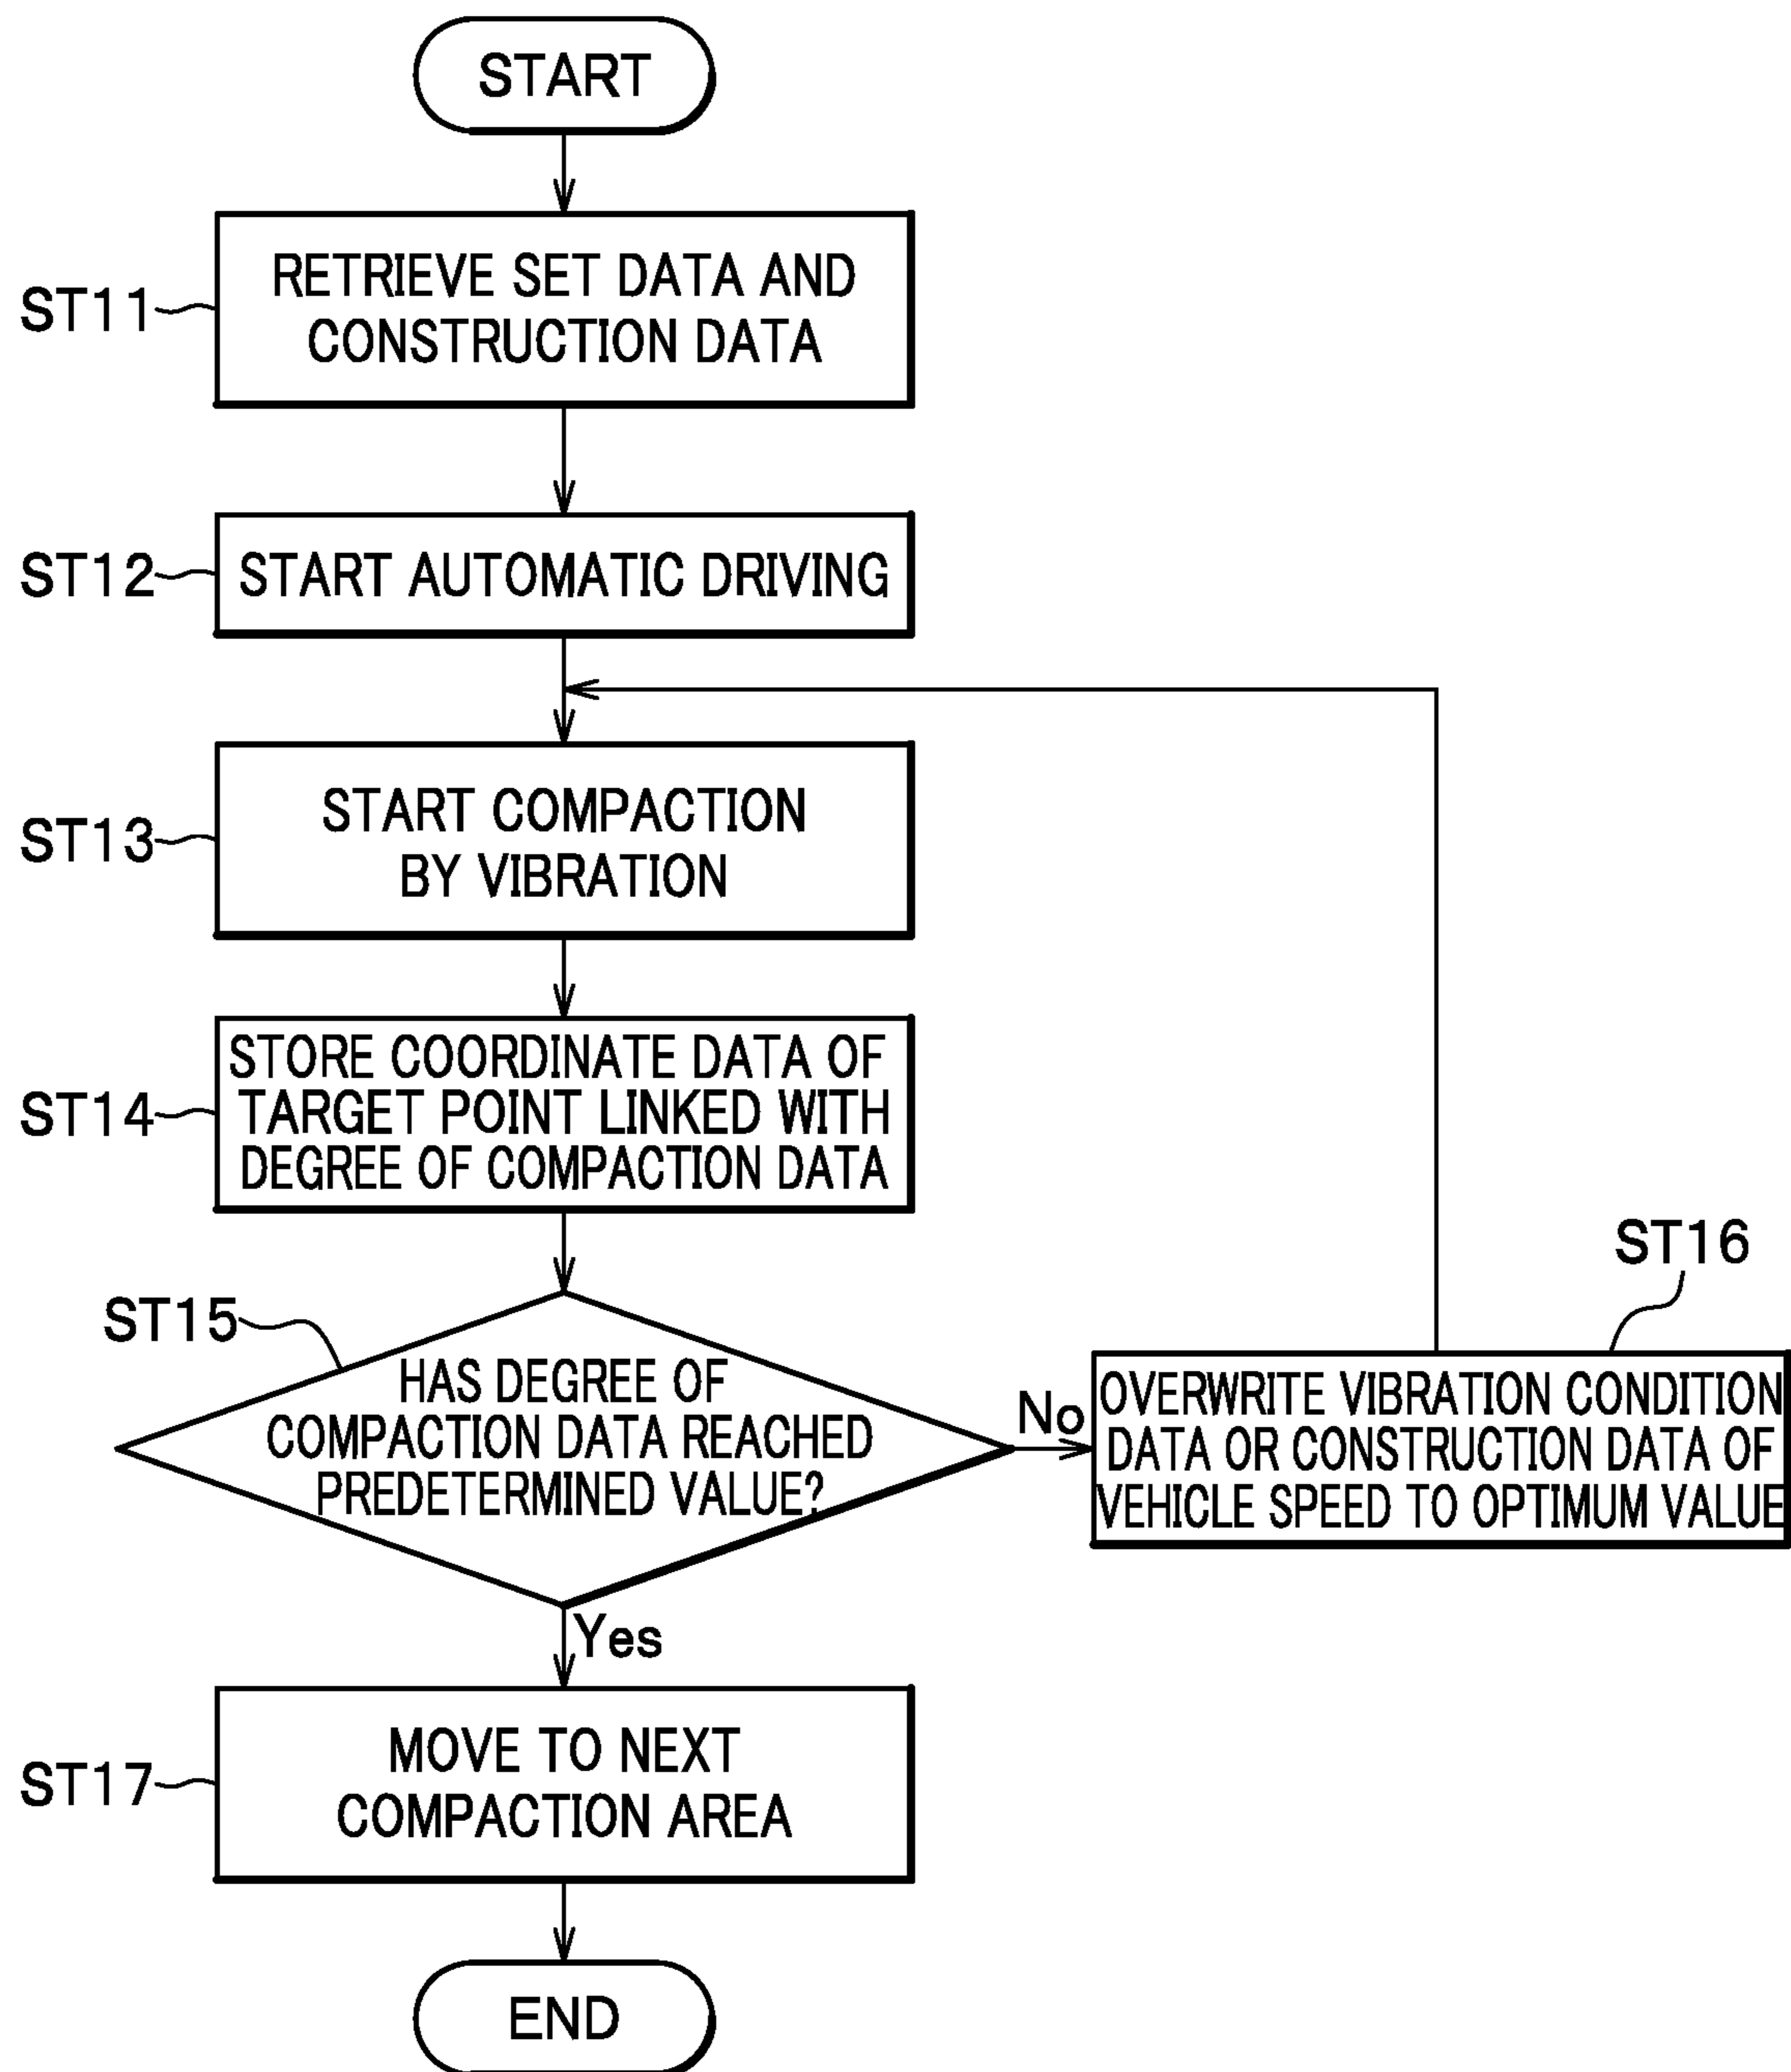 START
ST11
RETRIEVE SET DATA AND
CONSTRUCTION DATA
ST12
START AUTOMATIC DRIVING
ST13
START COMPACTION
BY VIBRATION
ST14
STORE COORDINATE DATA OF
TARGET POINT LINKED WITH
DEGREE OF COMPACTION DATA
ST15
HAS DEGREE OF
COMPACTION DATA REACHED
PREDETERMINED VALUE?
No
ST16
OVERWRITE VIBRATION CONDITION
DATA OR CONSTRUCTION DATA OF
VEHICLE SPEED TO OPTIMUM VALUE
Yes
ST17
MOVE TO NEXT
COMPACTION AREA
END